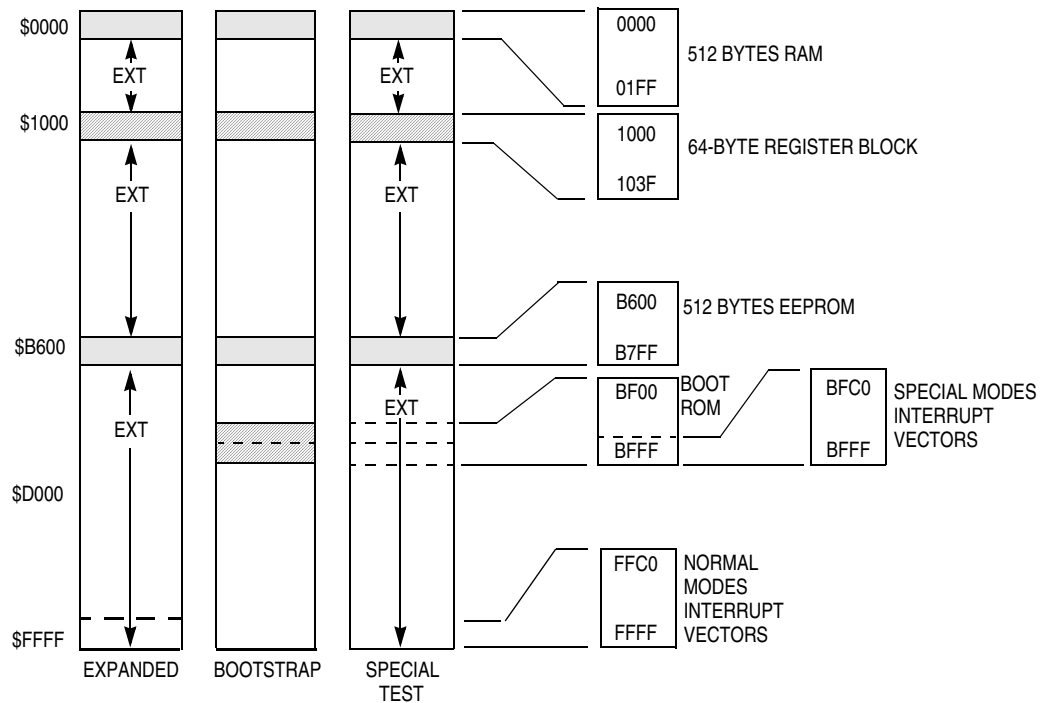 $0000
EXT
EXT
0000
01FF
512 BYTES RAM
$1000
EXT
EXT
1000
103F
64-BYTE REGISTER BLOCK
$B600
B600
B7FF
512 BYTES EEPROM
EXT
EXT
BF00
BFFF
BOOT
ROM
BFC0
BFFF
SPECIAL MODES
INTERRUPT
VECTORS
$D000
FFC0
FFFF
NORMAL
MODES
INTERRUPT
VECTORS
$FFFF
EXPANDED
BOOTSTRAP
SPECIAL
TEST